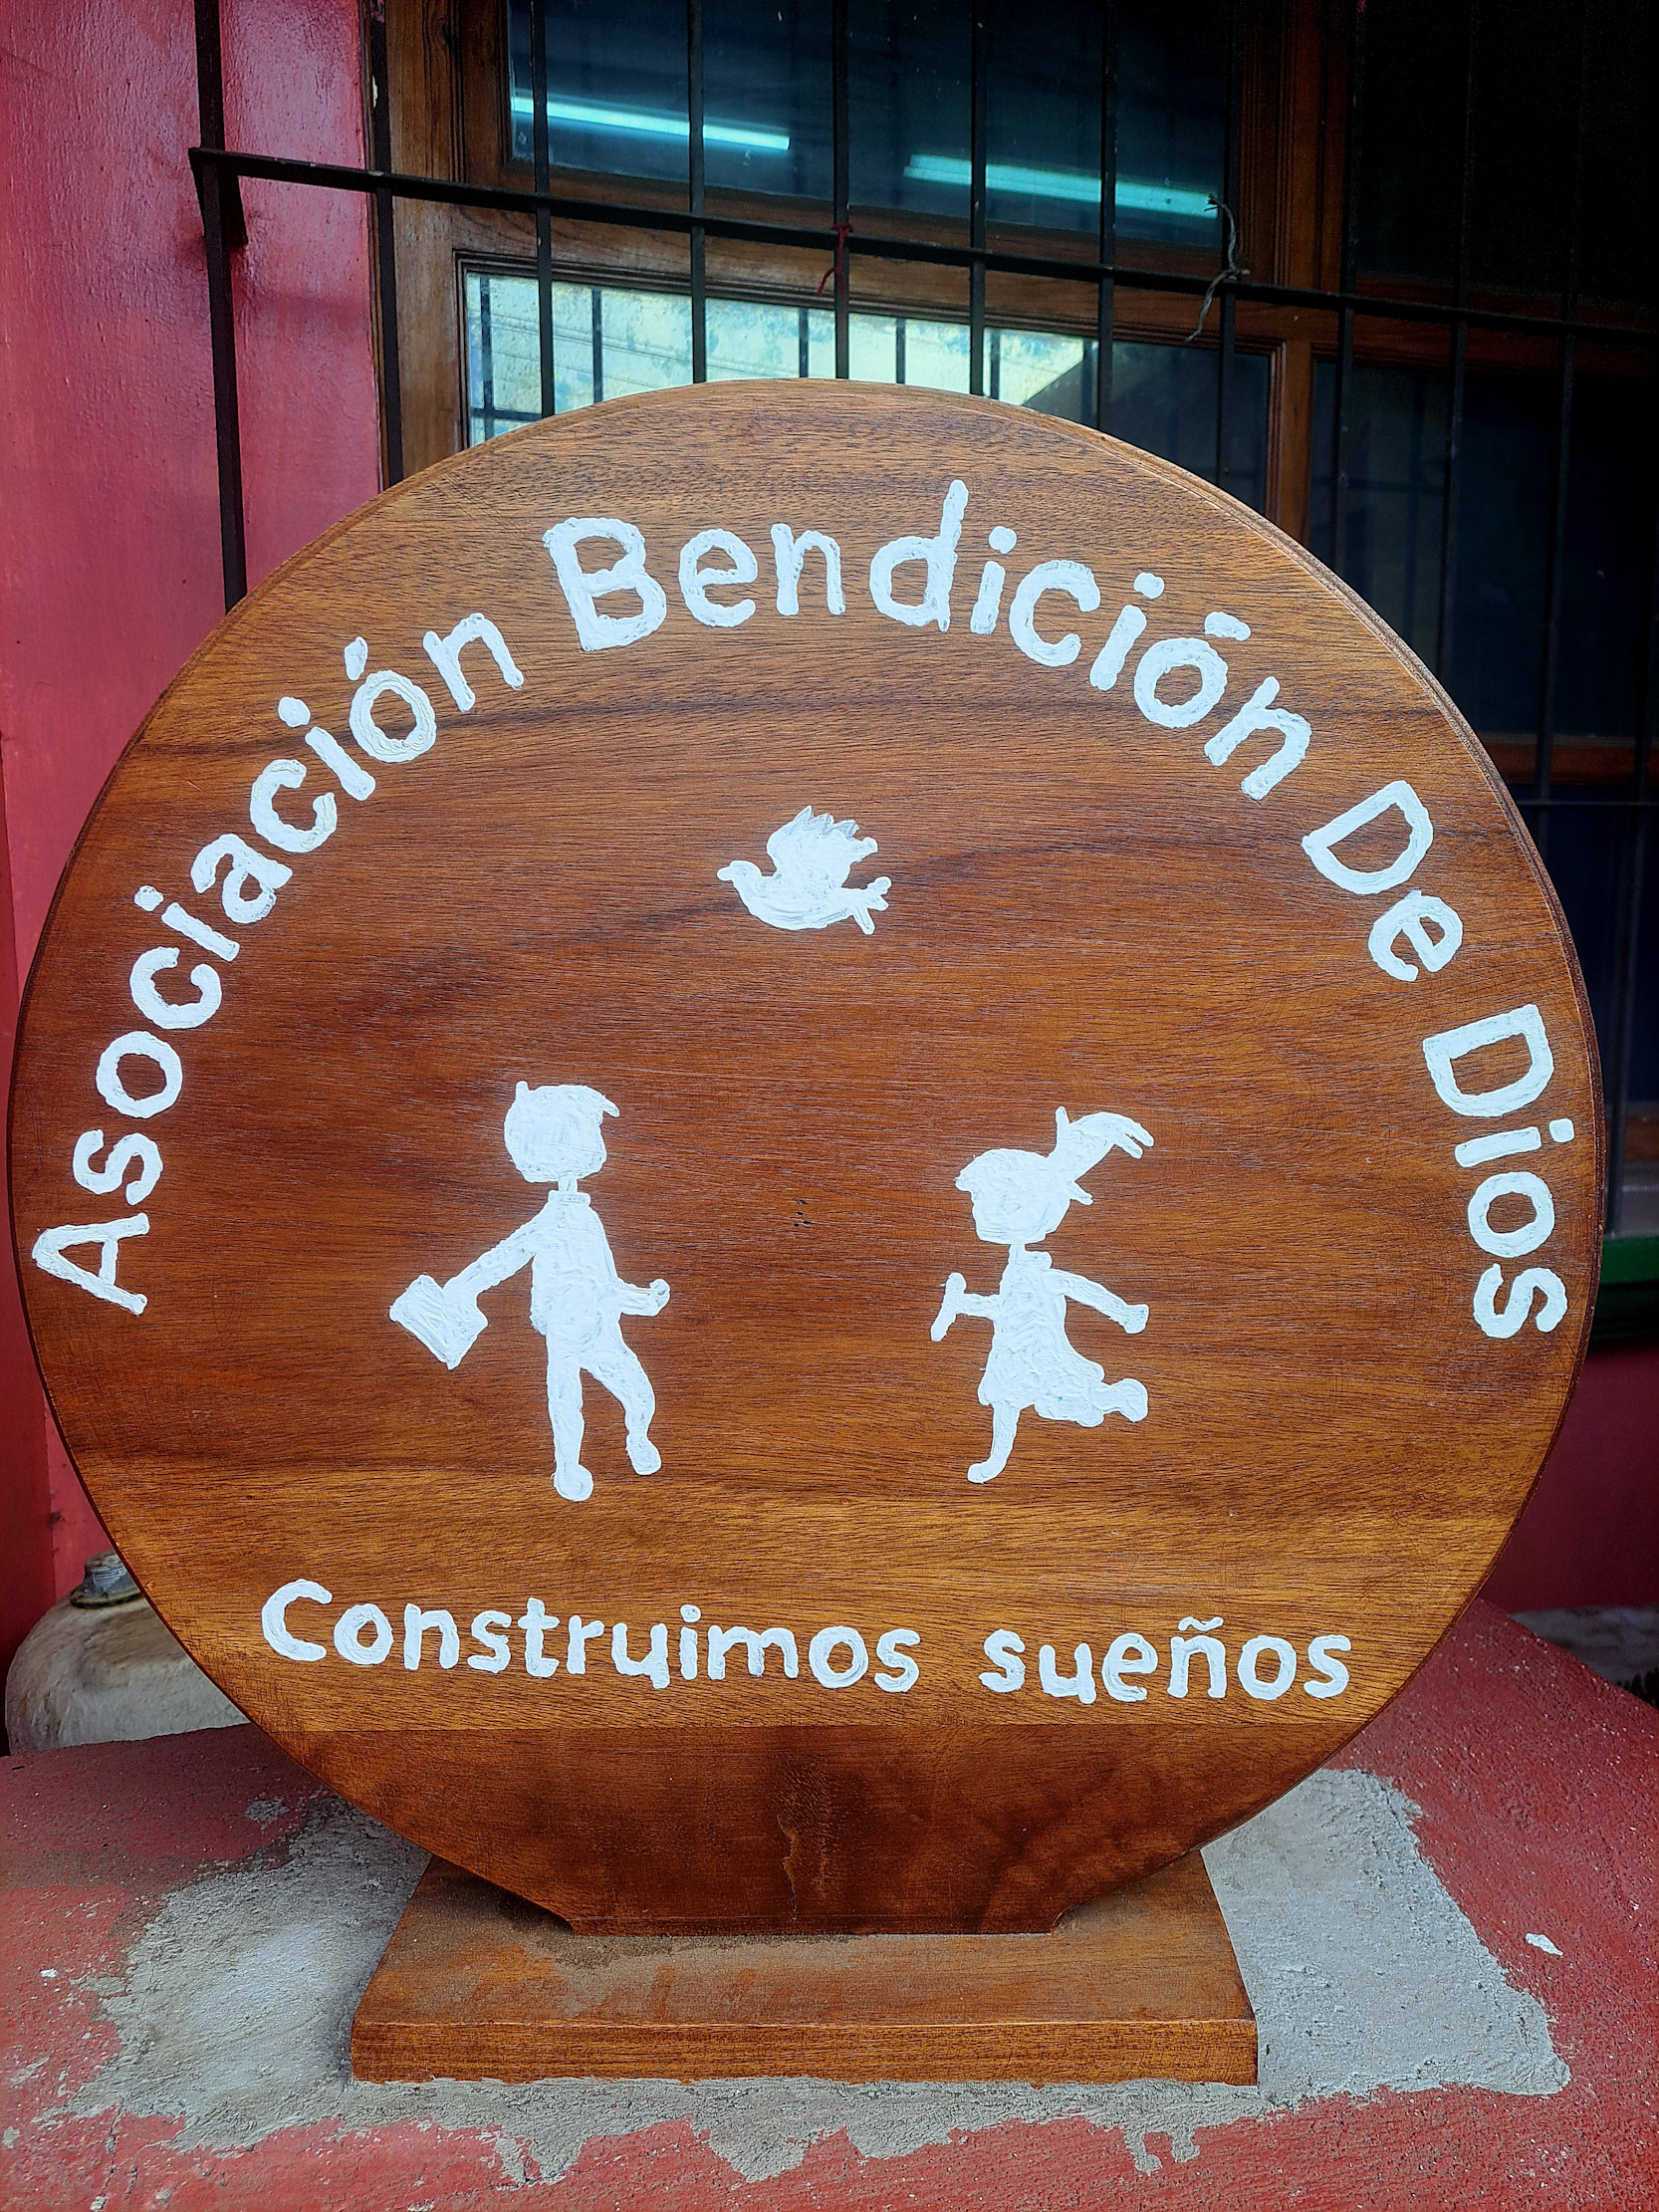 Asociación Bendición De Dios
Construimos sueños